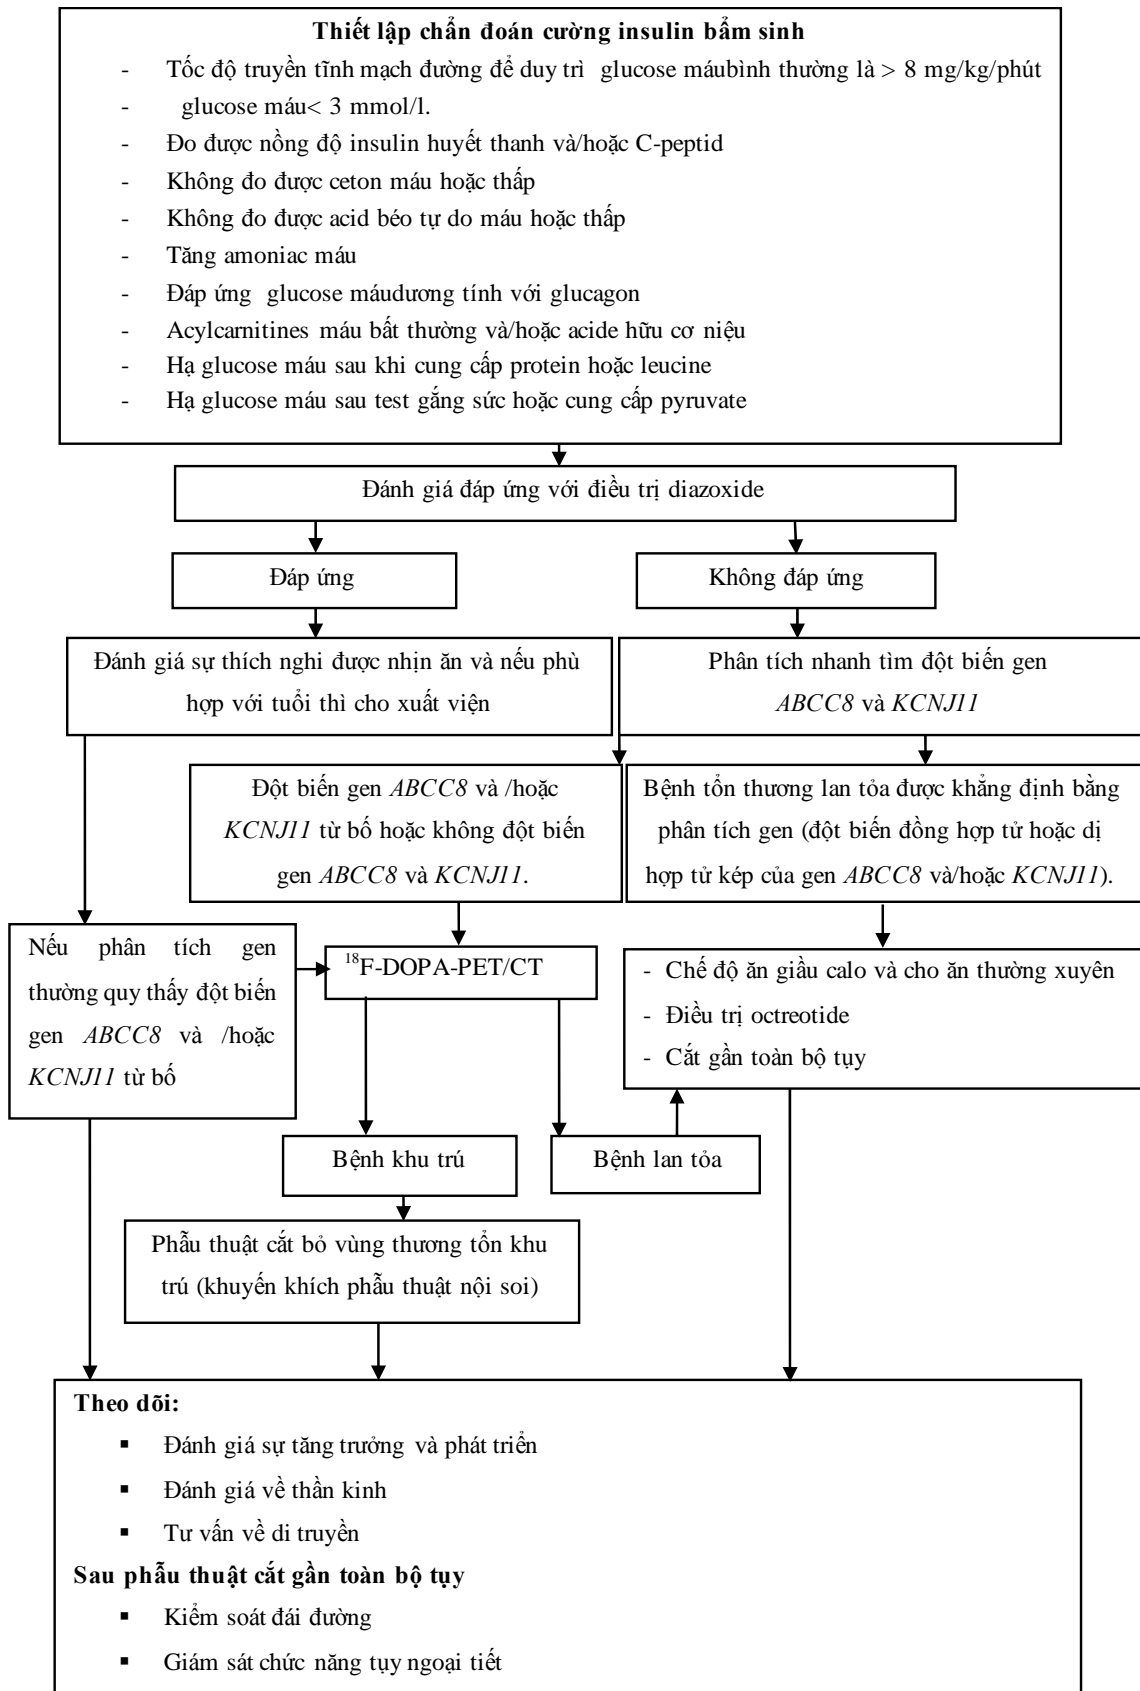 Thiết lập chẩn đoán cường insulin bẩm sinh
- Tốc độ truyền tĩnh mạch đường để duy trì glucose máubình thường là > 8 mg/kg/phút
- glucose máu< 3 mmol/l.
- Đo được nồng độ insulin huyết thanh và/hoặc C-peptid
- Không đo được ceton máu hoặc thấp
- Không đo được acid béo tự do máu hoặc thấp
- Tăng amoniac máu
- Đáp ứng glucose máudương tính với glucagon
- Acylcarnitines máu bất thường và/hoặc acide hữu cơ niệu
- Hạ glucose máu sau khi cung cấp protein hoặc leucine
- Hạ glucose máu sau test gắng sức hoặc cung cấp pyruvate
Đánh giá đáp ứng với điều trị diazoxide
Đáp ứng
Không đáp ứng
Đánh giá sự thích nghi được nhịn ăn và nếu phù
hợp với tuổi thì cho xuất viện
Phân tích nhanh tìm đột biến gen
ABCC8 và KCNJ11
Đột biến gen ABCC8 và /hoặc
KCNJ11 từ bố hoặc không đột biến
gen ABCC8 và KCNJ11.
Bệnh tổn thương lan tỏa được khẳng định bằng
phân tích gen (đột biến đồng hợp tử hoặc dị
hợp tử kép của gen ABCC8 và/hoặc KCNJ11).
Nếu phân tích gen
thường quy thấy đột biến
gen ABCC8 và /hoặc
KCNJ11 từ bố
18F-DOPA-PET/CT
- Chế độ ăn giầu calo và cho ăn thường xuyên
- Điều trị octreotide
- Cắt gần toàn bộ tụy
Bệnh khu trú
Bệnh lan tỏa
Phẫu thuật cắt bỏ vùng thương tổn khu
trú (khuyến khích phẫu thuật nội soi)
Theo dõi:
▪ Đánh giá sự tăng trưởng và phát triển
▪ Đánh giá về thần kinh
▪ Tư vấn về di truyền
Sau phẫu thuật cắt gần toàn bộ tụy
▪ Kiểm soát đái đường
▪ Giám sát chức năng tụy ngoại tiết